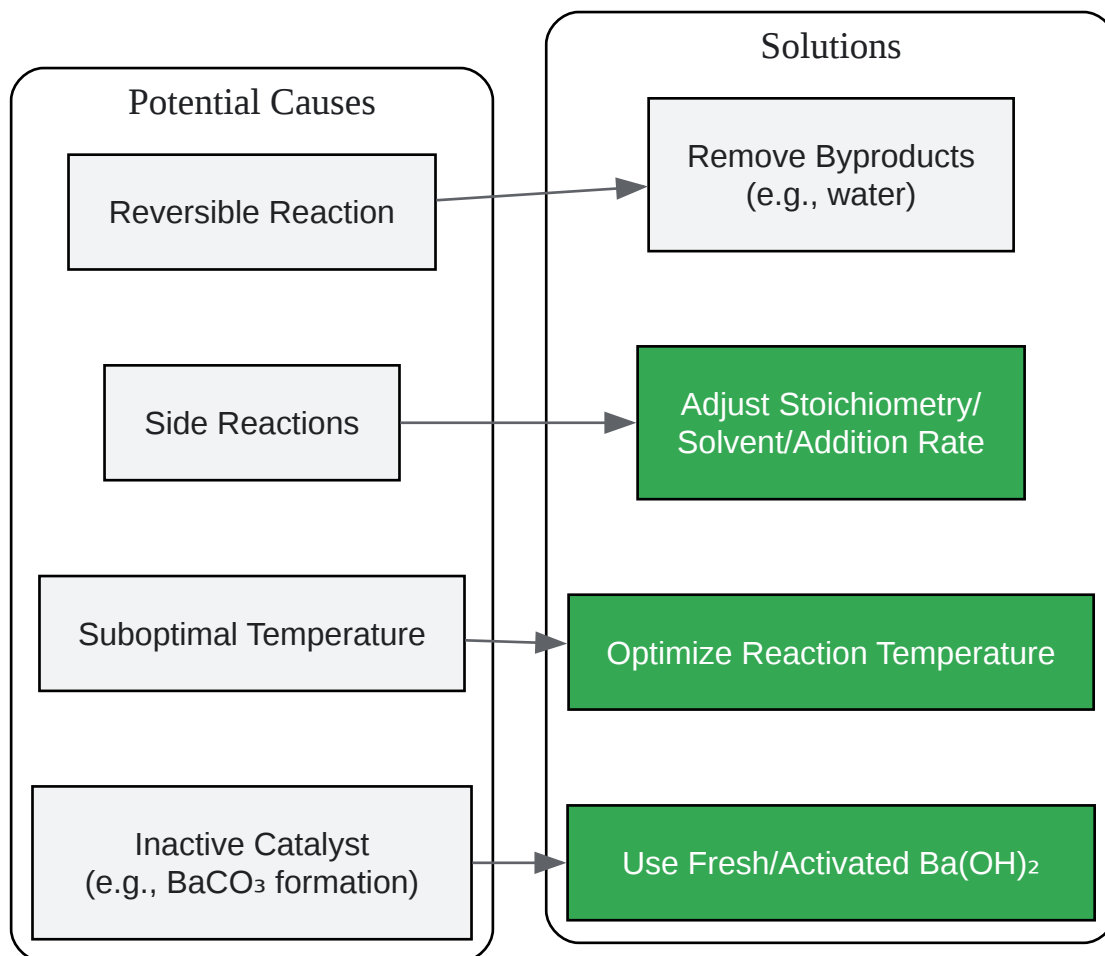 Potential Causes
Reversible Reaction
Side Reactions
Suboptimal Temperature
Inactive Catalyst
(e.g., BaCO₃ formation)
Solutions
Remove Byproducts
(e.g., water)
Adjust Stoichiometry/
Solvent/Addition Rate
Optimize Reaction Temperature
Use Fresh/Activated Ba(OH)₂